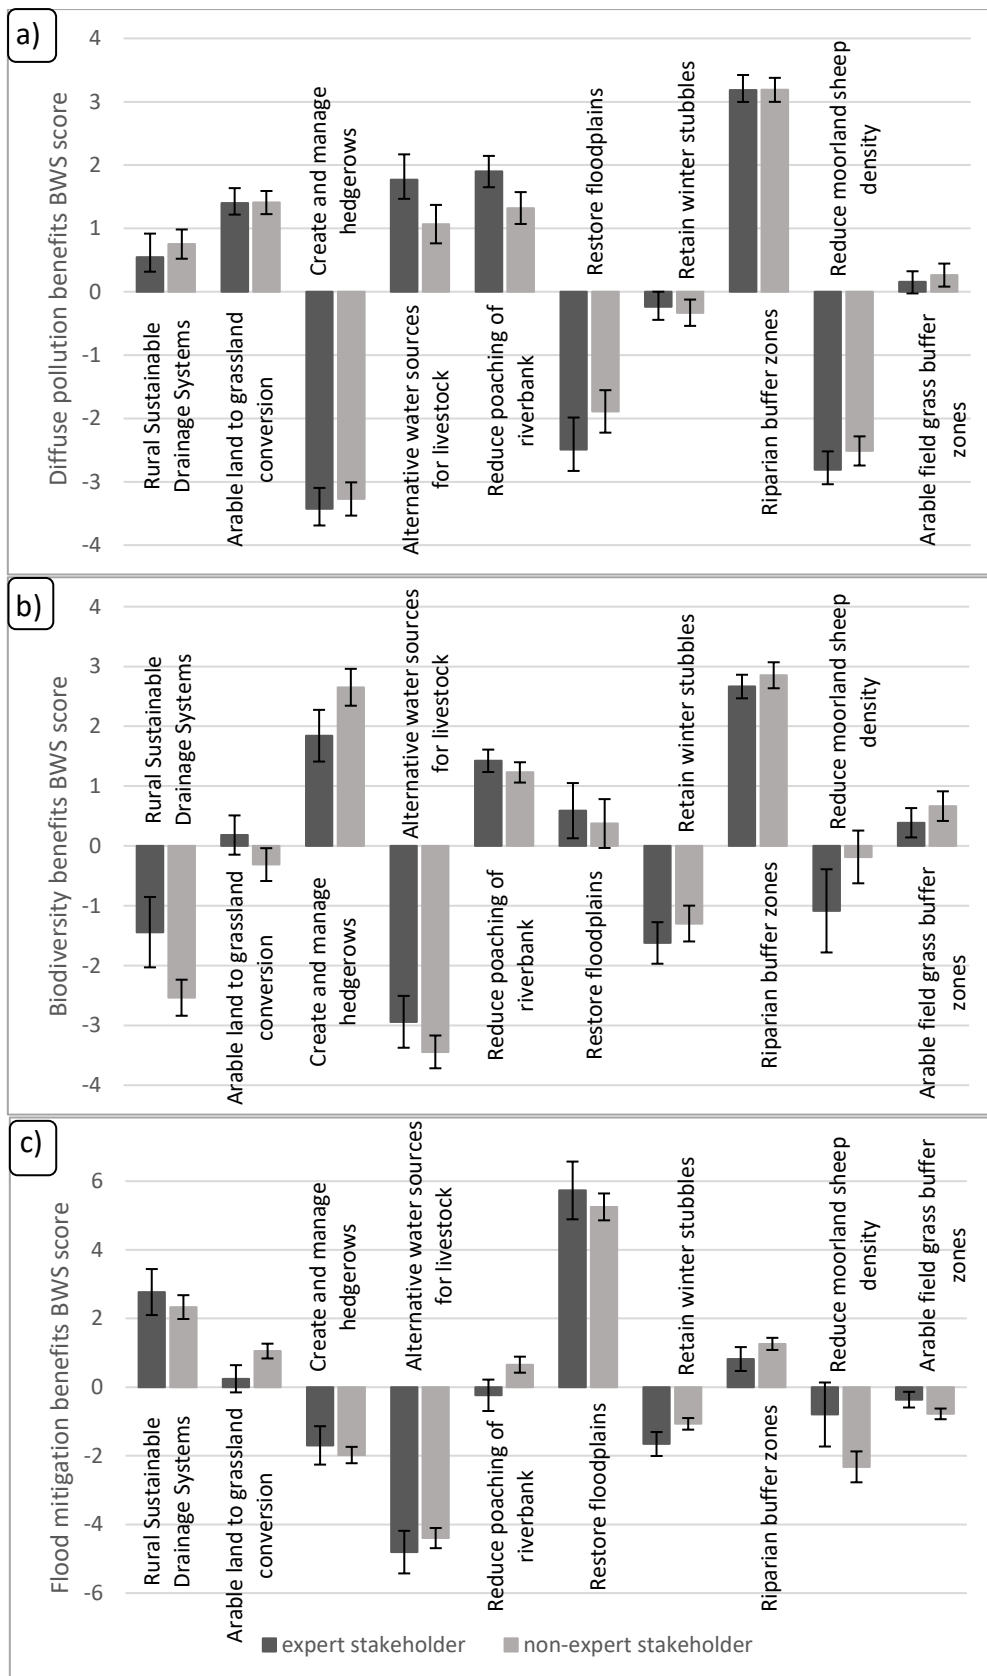 a)
Diffuse pollution benefits BWS score
4
3
2
1
0
-1
-2
-3
-4
Rural Sustainable
Drainage Systems
Arable land to grassland
conversion
Create and manage
hedgerows
Alternative water sources
for livestock
Reduce poaching of
riverbank
Restore floodplains
Retain winter stubbles
Riparian buffer zones
Reduce moorland sheep
density
Arable field grass buffer
zones
b)
Biodiversity benefits BWS score
4
3
2
1
0
-1
-2
-3
-4
Rural Sustainable
Drainage Systems
Arable land to grassland
conversion
Create and manage
hedgerows
Alternative water sources
for livestock
Reduce poaching of
riverbank
Restore floodplains
Retain winter stubbles
Riparian buffer zones
Reduce moorland sheep
density
Arable field grass buffer
zones
c)
Flood mitigation benefits BWS score
6
4
2
0
-2
-4
-6
Rural Sustainable
Drainage Systems
Arable land to grassland
conversion
Create and manage
hedgerows
Alternative water sources
for livestock
Reduce poaching of
riverbank
Restore floodplains
Retain winter stubbles
Riparian buffer zones
Reduce moorland sheep
density
Arable field grass buffer
zones
expert stakeholder
non-expert stakeholder